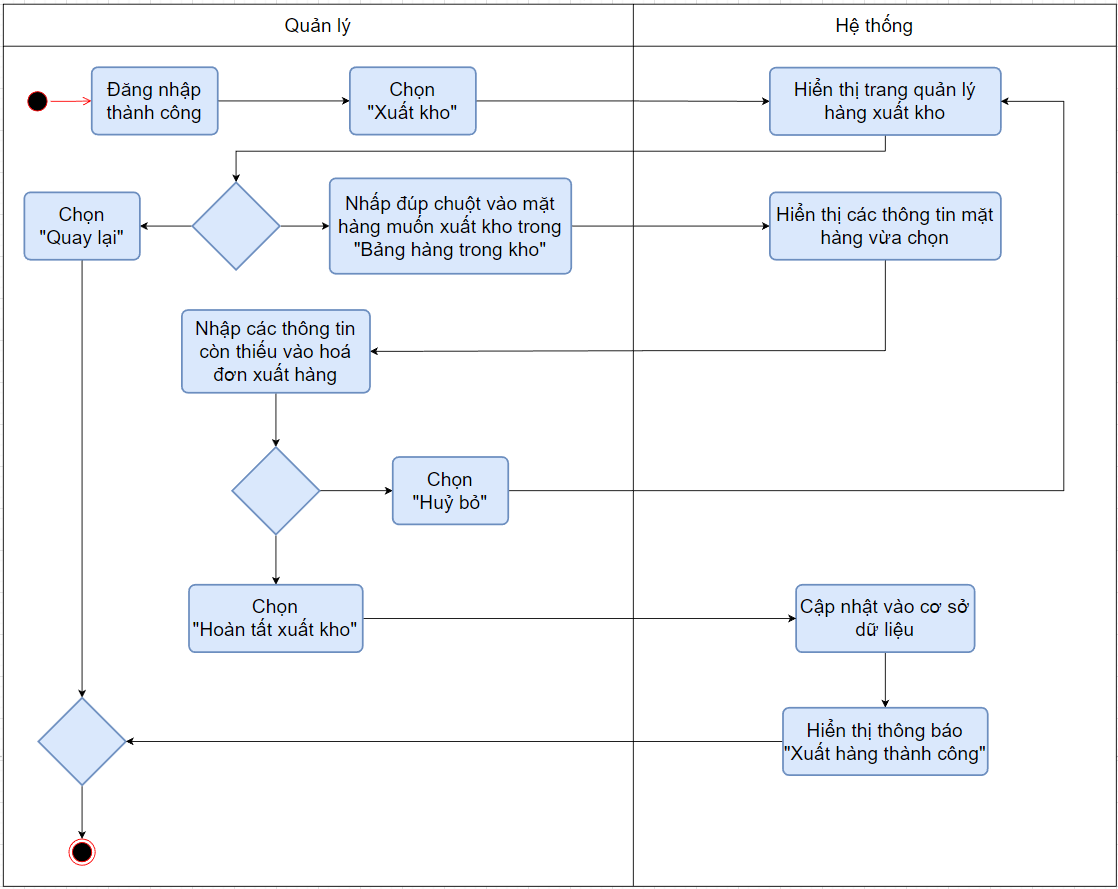 Quản lý
Hệ thống
Đăng nhập
thành công
Chọn
"Xuất kho"
Hiển thị trang quản lý
hàng xuất kho
Chọn
"Quay lại"
Nhấp đúp chuột vào mặt
hàng muốn xuất kho trong
"Bảng hàng trong kho"
Hiển thị các thông tin mặt
hàng vừa chọn
Nhập các thông tin
còn thiếu vào hoá
đơn xuất hàng
Chọn
"Huỷ bỏ"
Chọn
"Hoàn tất xuất kho"
Cập nhật vào cơ sở
dữ liệu
Hiển thị thông báo
"Xuất hàng thành công"